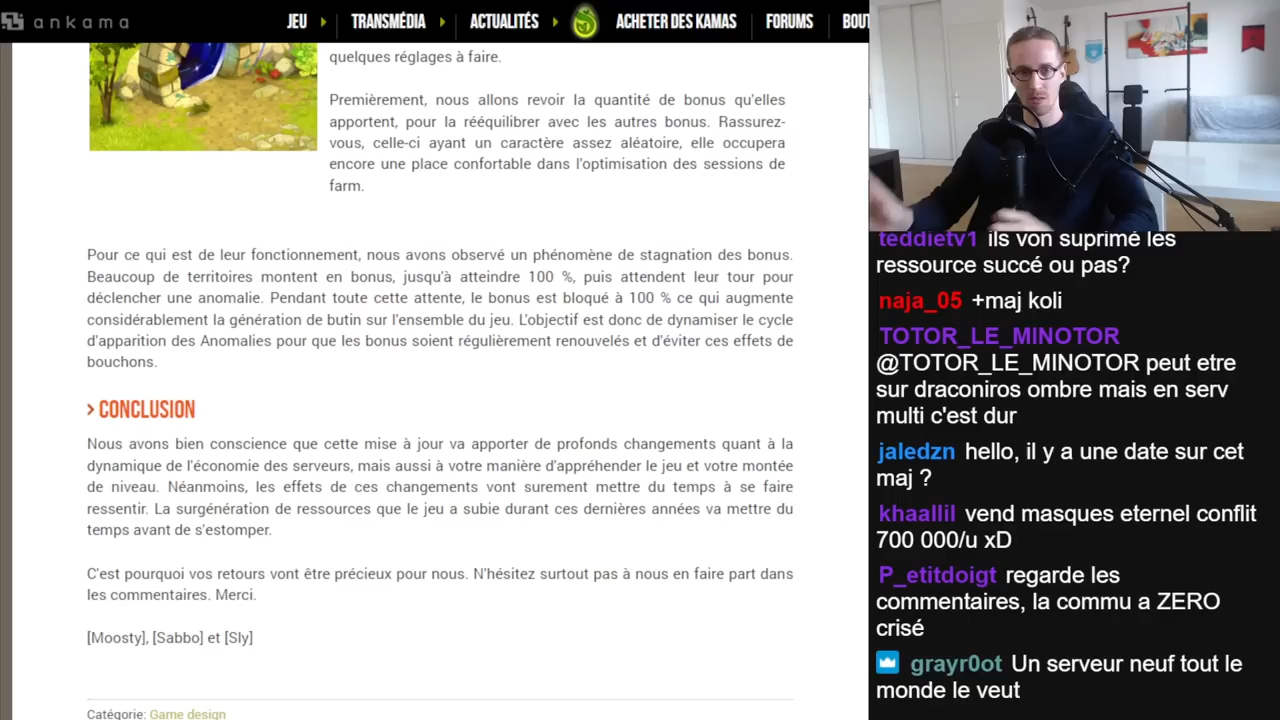 ankama
JEU
TRANSMÉDIA
ACTUALITÉS
ACHETER DES KAMAS
FORUMS
BOUT
quelques réglages à faire.
Premièrement, nous allons revoir la quantité de bonus qu'elles
apportent, pour la rééquilibrer avec les autres bonus. Rassurez-
vous, celle-ci ayant un caractère assez aléatoire, elle occupera
encore une place confortable dans l'optimisation des sessions de
farm.
Pour ce qui est de leur fonctionnement, nous avons observé un phénomène de stagnation des bonus.
Beaucoup de territoires montent en bonus, jusqu'à atteindre 100 %, puis attendent leur tour pour
déclencher une anomalie. Pendant toute cette attente, le bonus est bloqué à 100 % ce qui augmente
considérablement la génération de butin sur l'ensemble du jeu. L'objectif est donc de dynamiser le cycle
d'apparition des Anomalies pour que les bonus soient régulièrement renouvelés et d'éviter ces effets de
bouchons.
> CONCLUSION
Nous avons bien conscience que cette mise à jour va apporter de profonds changements quant à la
dynamique de l'économie des serveurs, mais aussi à votre manière d'appréhender le jeu et votre montée
de niveau. Néanmoins, les effets de ces changements vont surement mettre du temps à se faire
ressentir. La surgénération de ressources que le jeu a subie durant ces dernières années va mettre du
temps avant de s'estomper.
C'est pourquoi vos retours vont être précieux pour nous. N'hésitez surtout pas à nous en faire part dans
les commentaires. Merci.
[Moosty], [Sabbo] et [Sly]
Catégorie: Game design
teddietv1 ils von suprimé les
ressource succé ou pas?
naja_05 +maj koli
TOTOR_LE_MINOTOR
@TOTOR_LE_MINOTOR peut etre
sur draconiros ombre mais en serv
multi c'est dur
jaledzn hello, il y a une date sur cet
maj ?
khaallil vend masques eternel conflit
700 000/u xD
P_etitdoigt regarde les
commentaires, la commu a ZERO
crisé
grayr0ot Un serveur neuf tout le
monde le veut